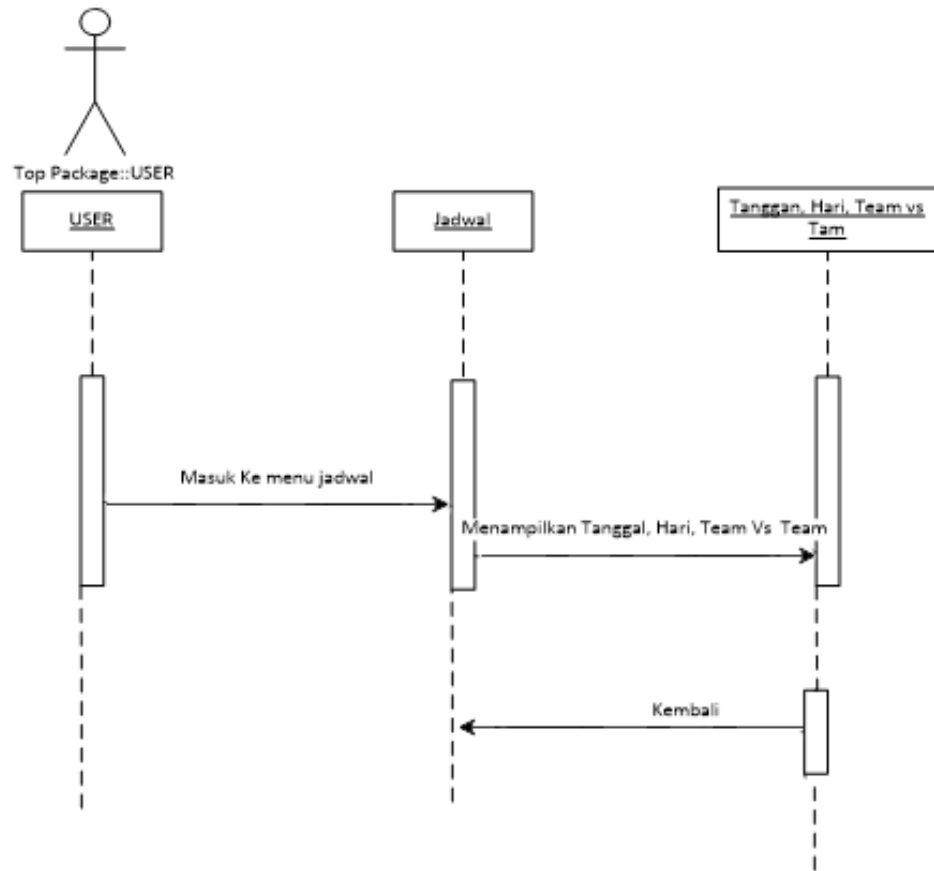 Top Package::USER
USER
Jadwal
Tanggan, Hari, Team vs
Tam
Masuk Ke menu jadwal
Menampilkan Tanggal, Hari, Team Vs Team
Kembali